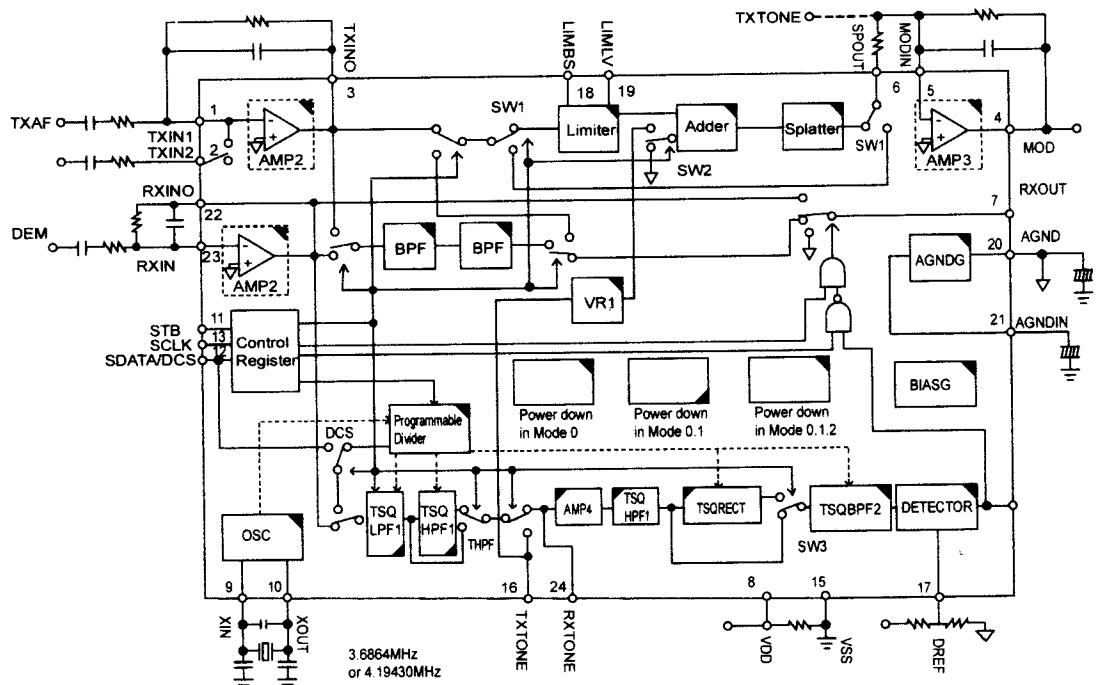 TXTONE
TXINO
LIMBS
LIMLV
SPOUT
MODIN
3
18
19
6
5
TXAF
1
TXIN1
TXIN2
2
AMP2
SW1
Limiter
Adder
Splatter
SW1
AMP3
4
MOD
SW2
RXINO
22
RXOUT
7
DEM
RXIN
23
AMP2
BPF
BPF
VR1
AGNDG
20
AGND
21
AGNDIN
STB
11
SCLK
13
SDATA/DCS
12
Control
Register
Programmable
Divider
Power down
in Mode 0
Power down
in Mode 0.1
Power down
in Mode 0.1.2
BIASG
DCS
OSC
TSQ
LPF1
TSQ
HPF1
THPF
AMP4
TSQ
HPF1
TSQRECT
SW3
TSQBPF2
DETECTOR
9
10
16
24
8
15
17
XIN
XOUT
TXTONE
RXTONE
VDD
VSS
DREF
3.6864MHz
or 4.19430MHz